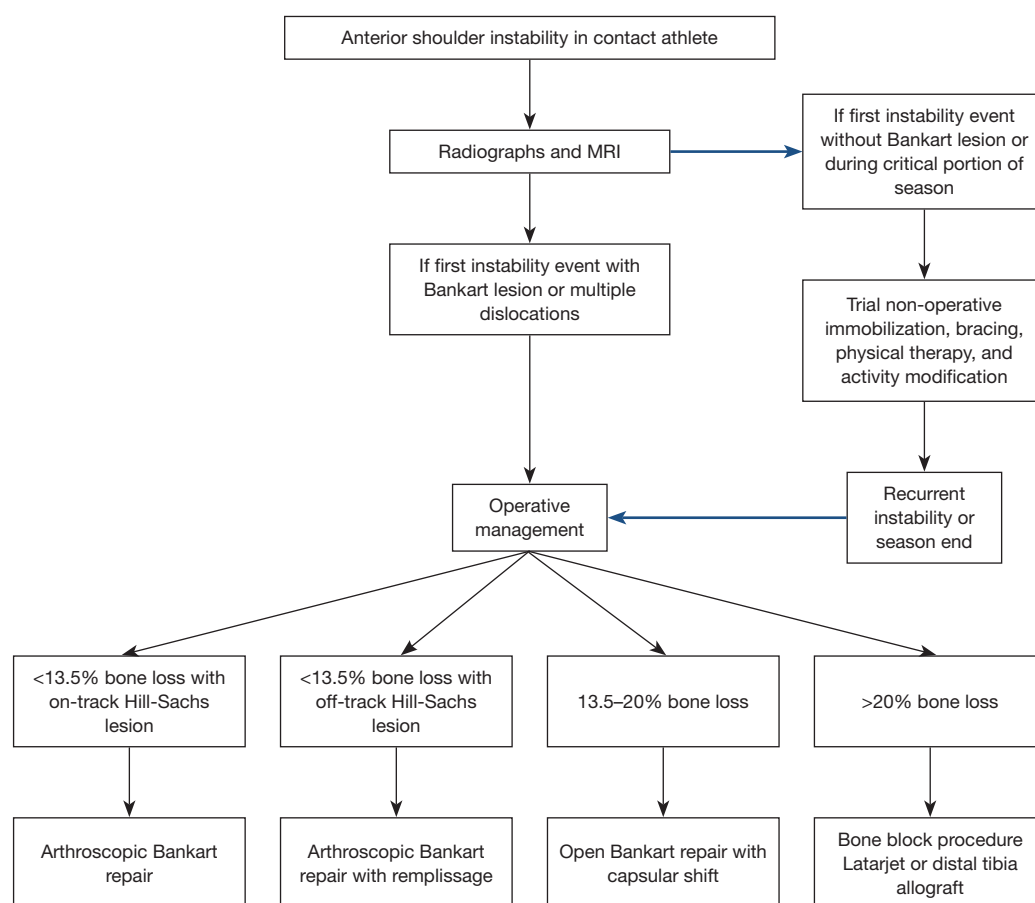 Anterior shoulder instability in contact athlete
Radiographs and MRI
If first instability event
without Bankart lesion or
during critical portion of
season
If first instability event with
Bankart lesion or multiple
dislocations
Trial non-operative
immobilization, bracing,
physical therapy, and
activity modification
Operative
management
Recurrent
instability or
season end
<13.5% bone loss with
on-track Hill-Sachs
lesion
<13.5% bone loss with
off-track Hill-Sachs
lesion
13.5–20% bone loss
>20% bone loss
Arthroscopic Bankart
repair
Arthroscopic Bankart
repair with remplissage
Open Bankart repair with
capsular shift
Bone block procedure
Latarjet or distal tibia
allograft